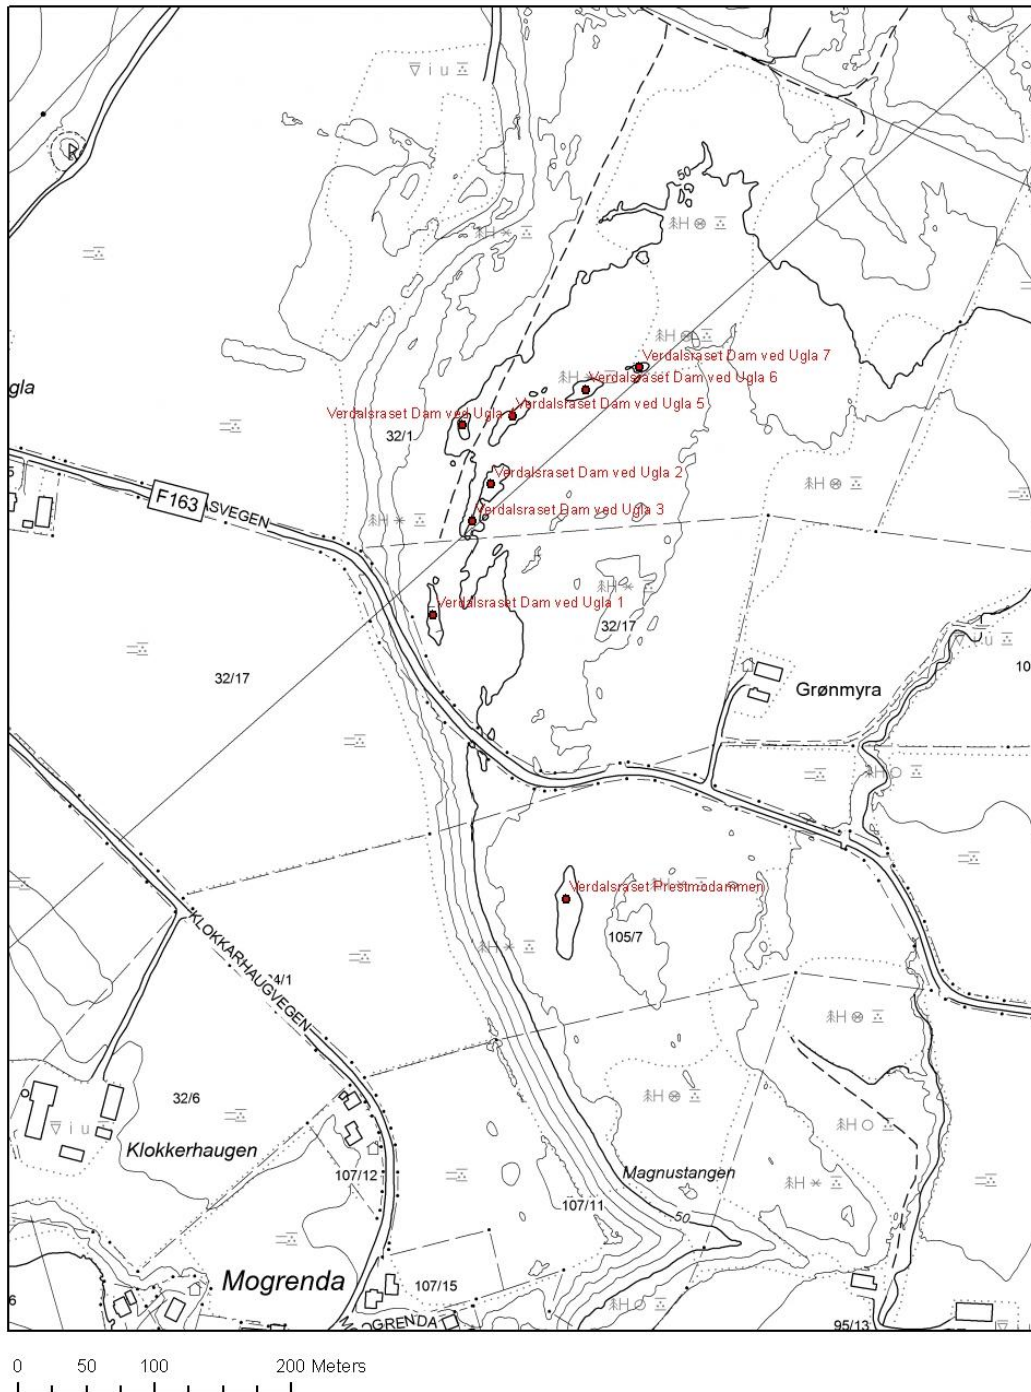 50
Verdalsraset Dam ved Ugla 7
Verdalsraset Dam ved Ugla 6
gla
Verdalsraset Dam ved Ugla
Verdalsraset Dam ved Ugla 5
32/1
Verdalsraset Dam ved Ugla 2
F163
ASVEGEN
Verdalsraset Dam ved Ugla 3
Verdalsraset Dam ved Ugla 1
32/17
10
32/17
Grønmyra
Verdalsraset Prestmodammen
105/7
KLOKKARHAUGVEGEN
4/1
32/6
Klokkerhaugen
107/12
Magnustangen
107/11
50
Mogrenda
107/15
6
95/13
0 50 100 200 Meters